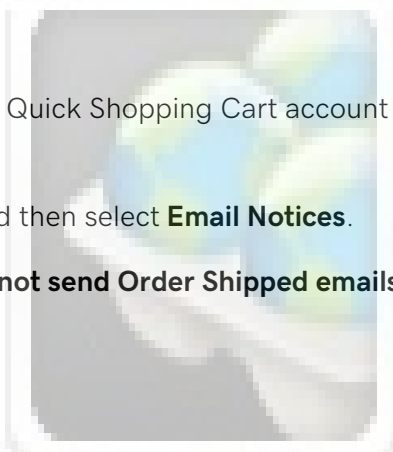 Quick Shopping Cart account
d then select Email Notices.
not send Order Shipped emails